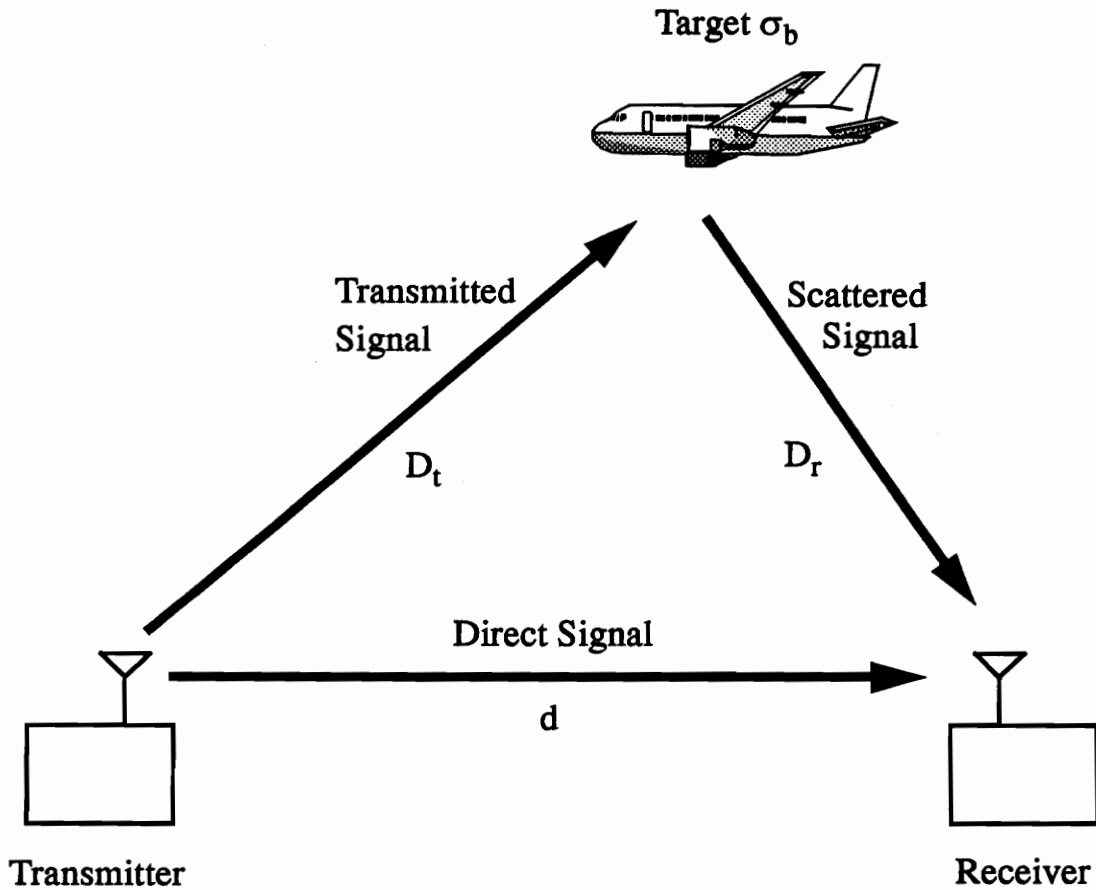 Target σb
Transmitted
Signal
Scattered
Signal
Dt
Dr
Direct Signal
d
Transmitter
Receiver